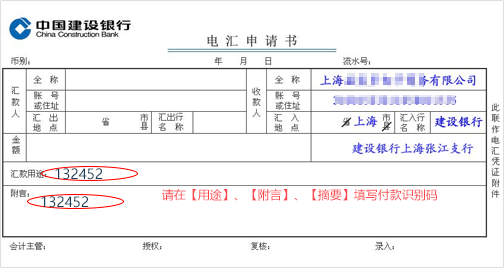 中国建设银行
China Construction Bank
电汇申请书
币别: 年 月 日 流水号:
汇款人 全 称 收款人 全 称 上海 务有限公司
账 号或住址 账 号或住址
汇 出地 点 省 市县 汇出行名 称 汇 入地 点 省 上海 市县 汇入行名 称 建设银行
金额 建设银行上海张江支行
汇款用途: 132452
附言: 132452
请在【用途】、【附言】、【摘要】填写付款识别码
会计主管: 授权: 复核: 录入:
此联作电汇凭证附件